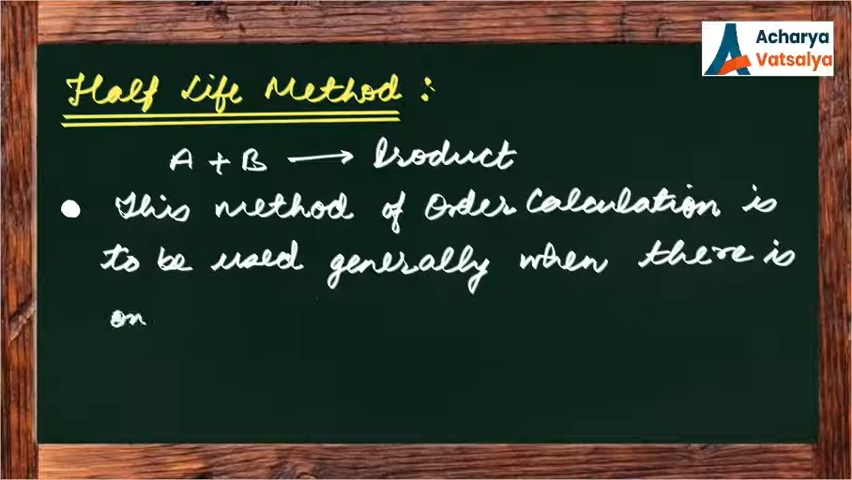 Acharya
Vatsalya
Half Life Method :
A + B ⟶ Product
• This method of Order Calculation is
to be used generally when there is
on